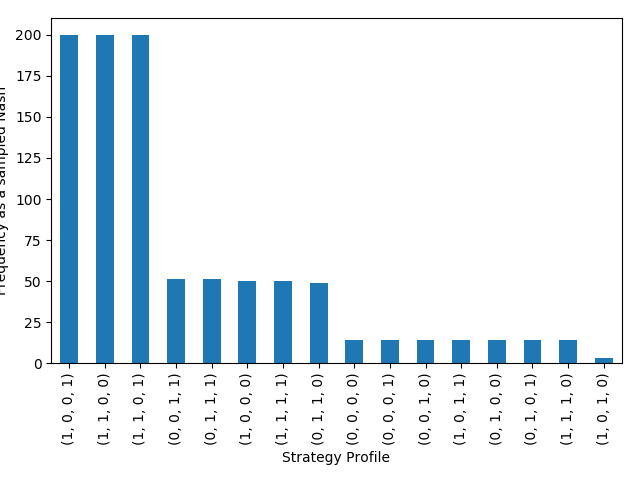 Frequency as a sampled Nash
200
175
150
125
100
75
50
25
0
(1, 0, 0, 1)
(1, 1, 0, 0)
(1, 1, 0, 1)
(0, 0, 1, 1)
(0, 1, 1, 1)
(1, 0, 0, 0)
(1, 1, 1, 1)
(0, 1, 1, 0)
(0, 0, 0, 0)
(0, 0, 0, 1)
(0, 0, 1, 0)
(1, 0, 1, 1)
(0, 1, 0, 0)
(0, 1, 0, 1)
(1, 1, 1, 0)
(1, 0, 1, 0)
Strategy Profile